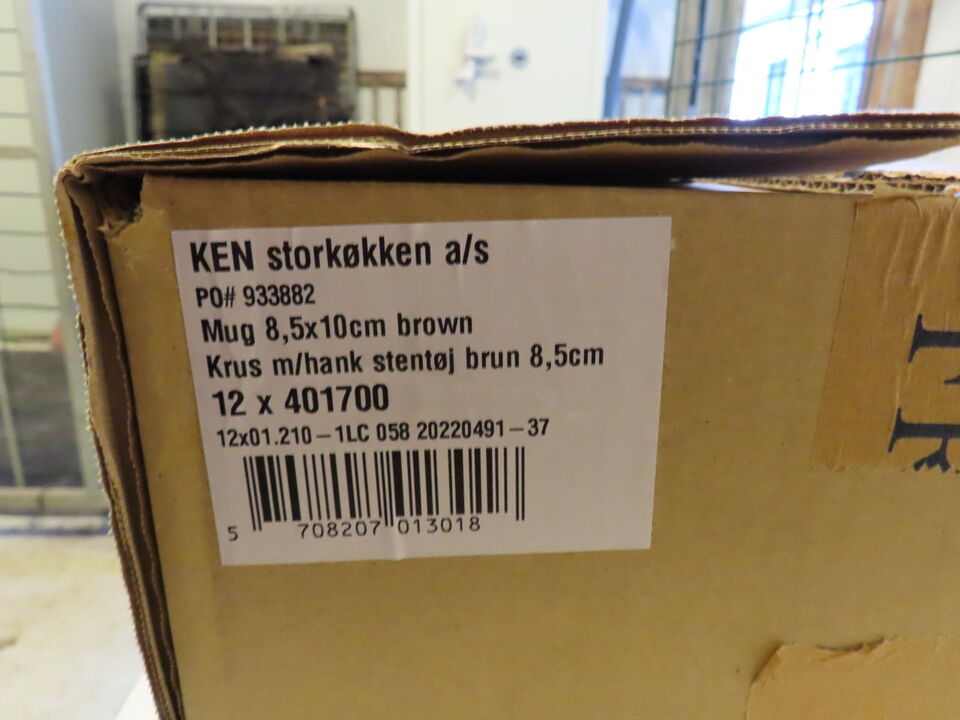 KEN storkøkken a/s
PO# 933882
Mug 8,5x10cm brown
Krus m/hank stentøj brun 8,5cm
12 x 401700
12x01.210-1LC 058 20220491-37
5 708207 013018